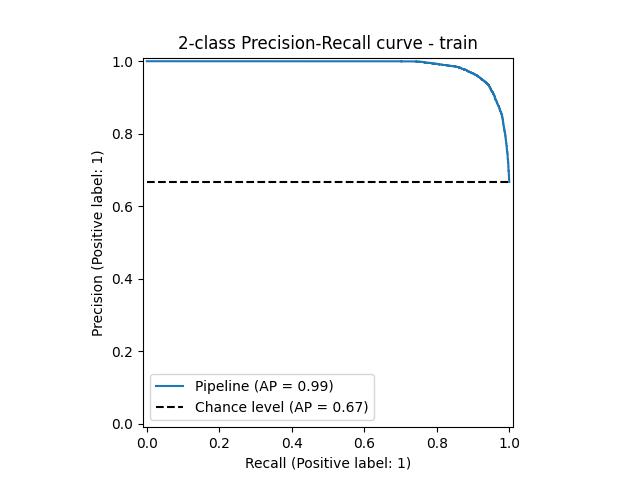 2-class Precision-Recall curve - train
1.0
0.8
0.6
0.4
0.2
0.0
Precision (Positive label: 1)
Pipeline (AP = 0.99)
Chance level (AP = 0.67)
0.0 0.2 0.4 0.6 0.8 1.0
Recall (Positive label: 1)